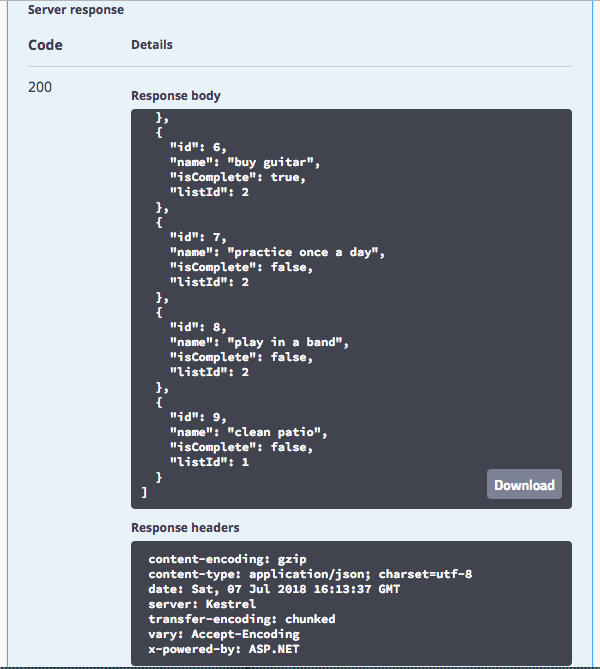 Server response
Code Details
200
Response body
},
{
"id": 6,
"name": "buy guitar",
"isComplete": true,
"listId": 2
},
{
"id": 7,
"name": "practice once a day",
"isComplete": false,
"listId": 2
},
{
"id": 8,
"name": "play in a band",
"isComplete": false,
"listId": 2
},
{
"id": 9,
"name": "clean patio",
"isComplete": false,
"listId": 1
}
]
Download
Response headers
content-encoding: gzip
content-type: application/json; charset=utf-8
date: Sat, 07 Jul 2018 16:13:37 GMT
server: Kestrel
transfer-encoding: chunked
vary: Accept-Encoding
x-powered-by: ASP.NET